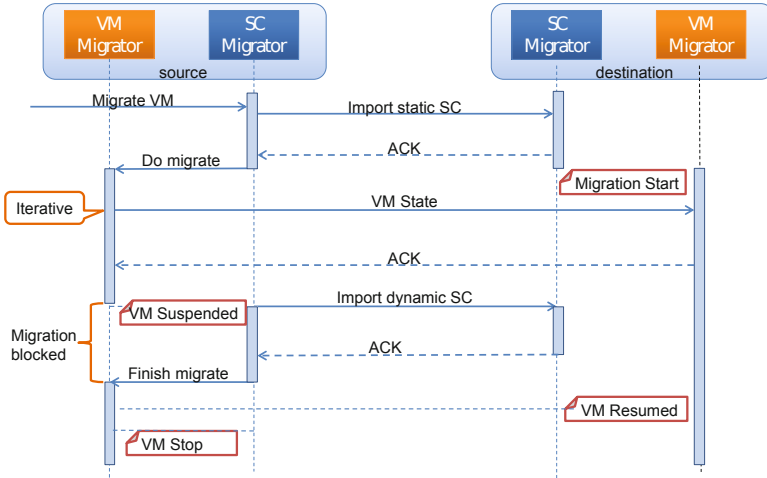 VM
Migrator
SC
Migrator
SC
Migrator
VM
Migrator
source
destination
Migrate VM
Import static SC
ACK
Do migrate
Migration Start
Iterative
VM State
ACK
Import dynamic SC
VM Suspended
Migration
blocked
ACK
Finish migrate
VM Resumed
VM Stop